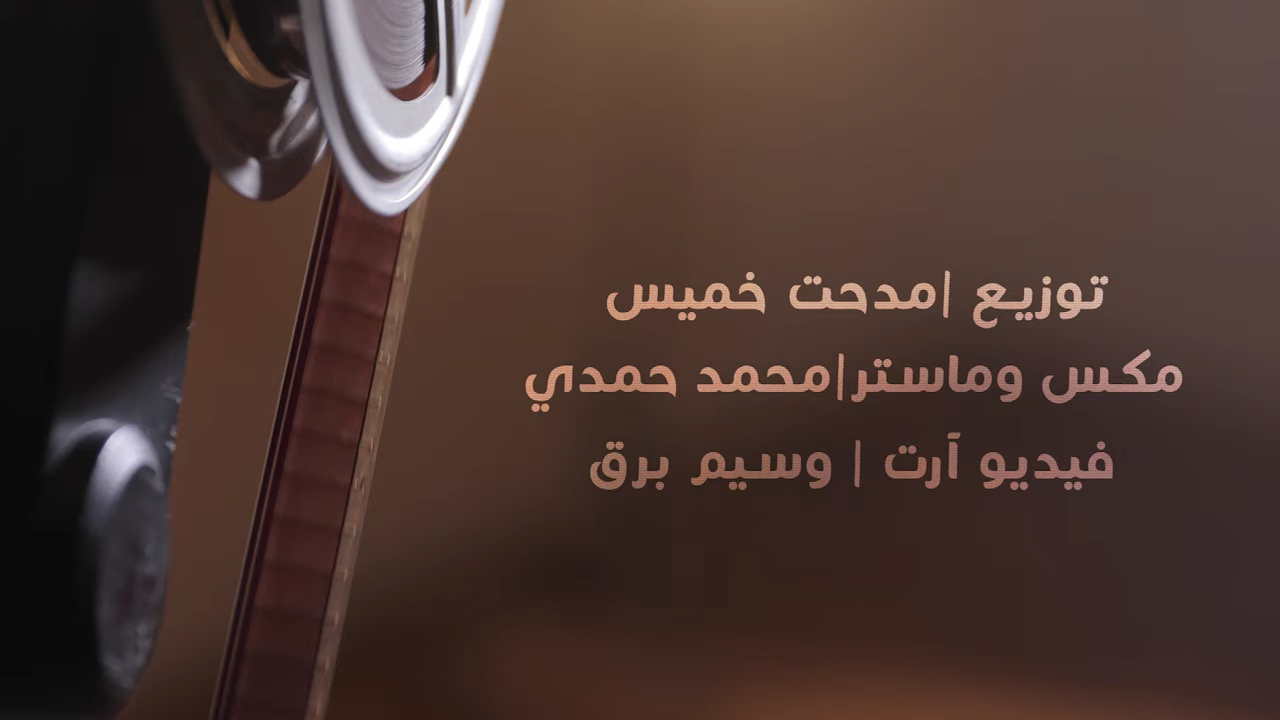 توزيع |مدحت خميس
مكس وماستر|محمد حمدي
فيديو آرت | وسيم برق